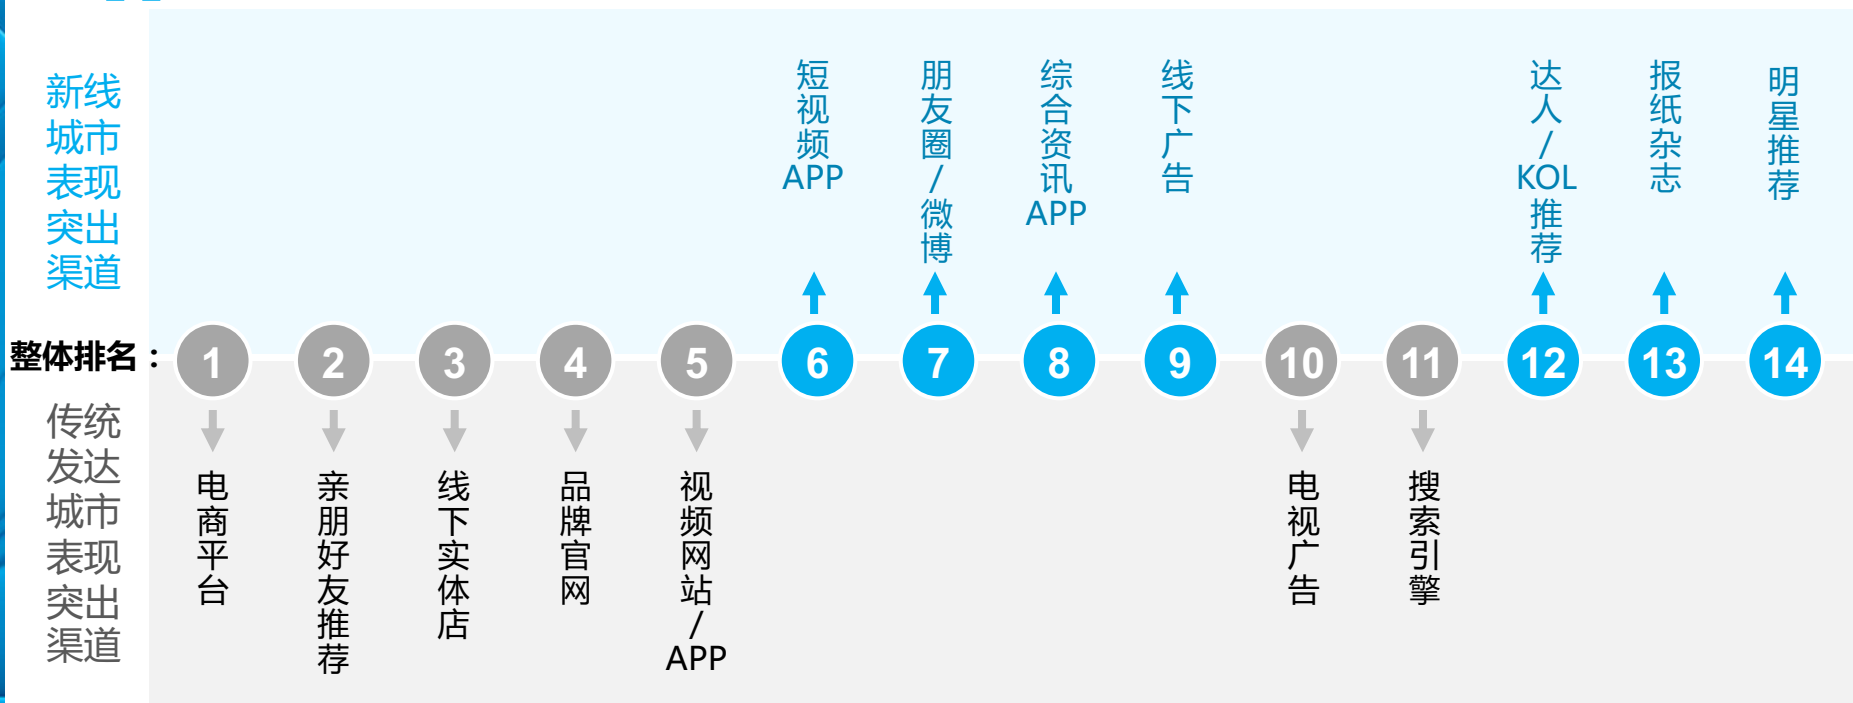 新线
城市
表现
突出
渠道
短视频APP
朋友圈/微博
综合资讯APP
线下广告
达人/KOL推荐
报纸杂志
明星推荐
整体排名：
1
2
3
4
5
6
7
8
9
10
11
12
13
14
传统
发达
城市
表现
突出
渠道
电商平台
亲朋好友推荐
线下实体店
品牌官网
视频网站/APP
电视广告
搜索引擎